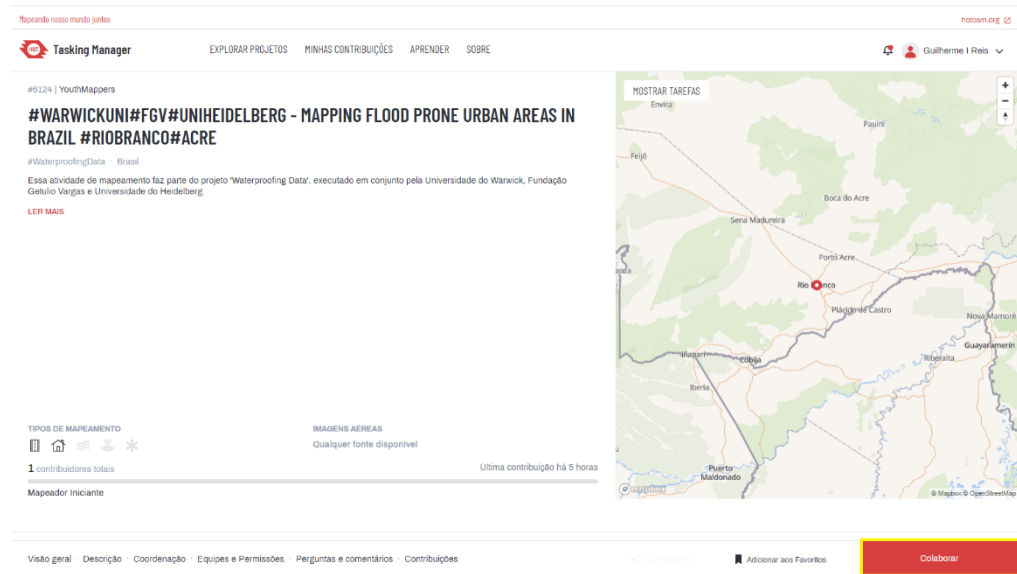 Mapeando nosso mundo juntos
hotosm.org
HOT
Tasking Manager
EXPLORAR PROJETOS MINHAS CONTRIBUIÇÕES APRENDER SOBRE
Guilherme I Reis
#6124 | YouthMappers
#WARWICKUNI#FGV#UNIHEIDELBERG - MAPPING FLOOD PRONE URBAN AREAS IN
BRAZIL #RIOBRANCO#ACRE
#WaterproofingData · Brasil
Essa atividade de mapeamento faz parte do projeto 'Waterproofing Data', executado em conjunto pela Universidade do Warwick, Fundação
Getulio Vargas e Universidade do Heidelberg.
LER MAIS
TIPOS DE MAPEAMENTO
IMAGENS AÉREAS
Qualquer fonte disponível
1 contribuidores totais
Última contribuição há 5 horas
Mapeador Iniciante
MOSTRAR TAREFAS
Envira
Pauini
Feijó
Boca do Acre
Sena Madureira
Porto Acre
Rio Branco
Plácido de Castro
Nova Mamoré
Guayaramerín
Iñapari
Cobija
Riberalta
Iberia
Puerto
Maldonado
mapbox
© Mapbox © OpenStreetMap
Visão geral · Descrição · Coordenação · Equipes e Permissões · Perguntas e comentários · Contribuições
Adicionar aos Favoritos
Colaborar